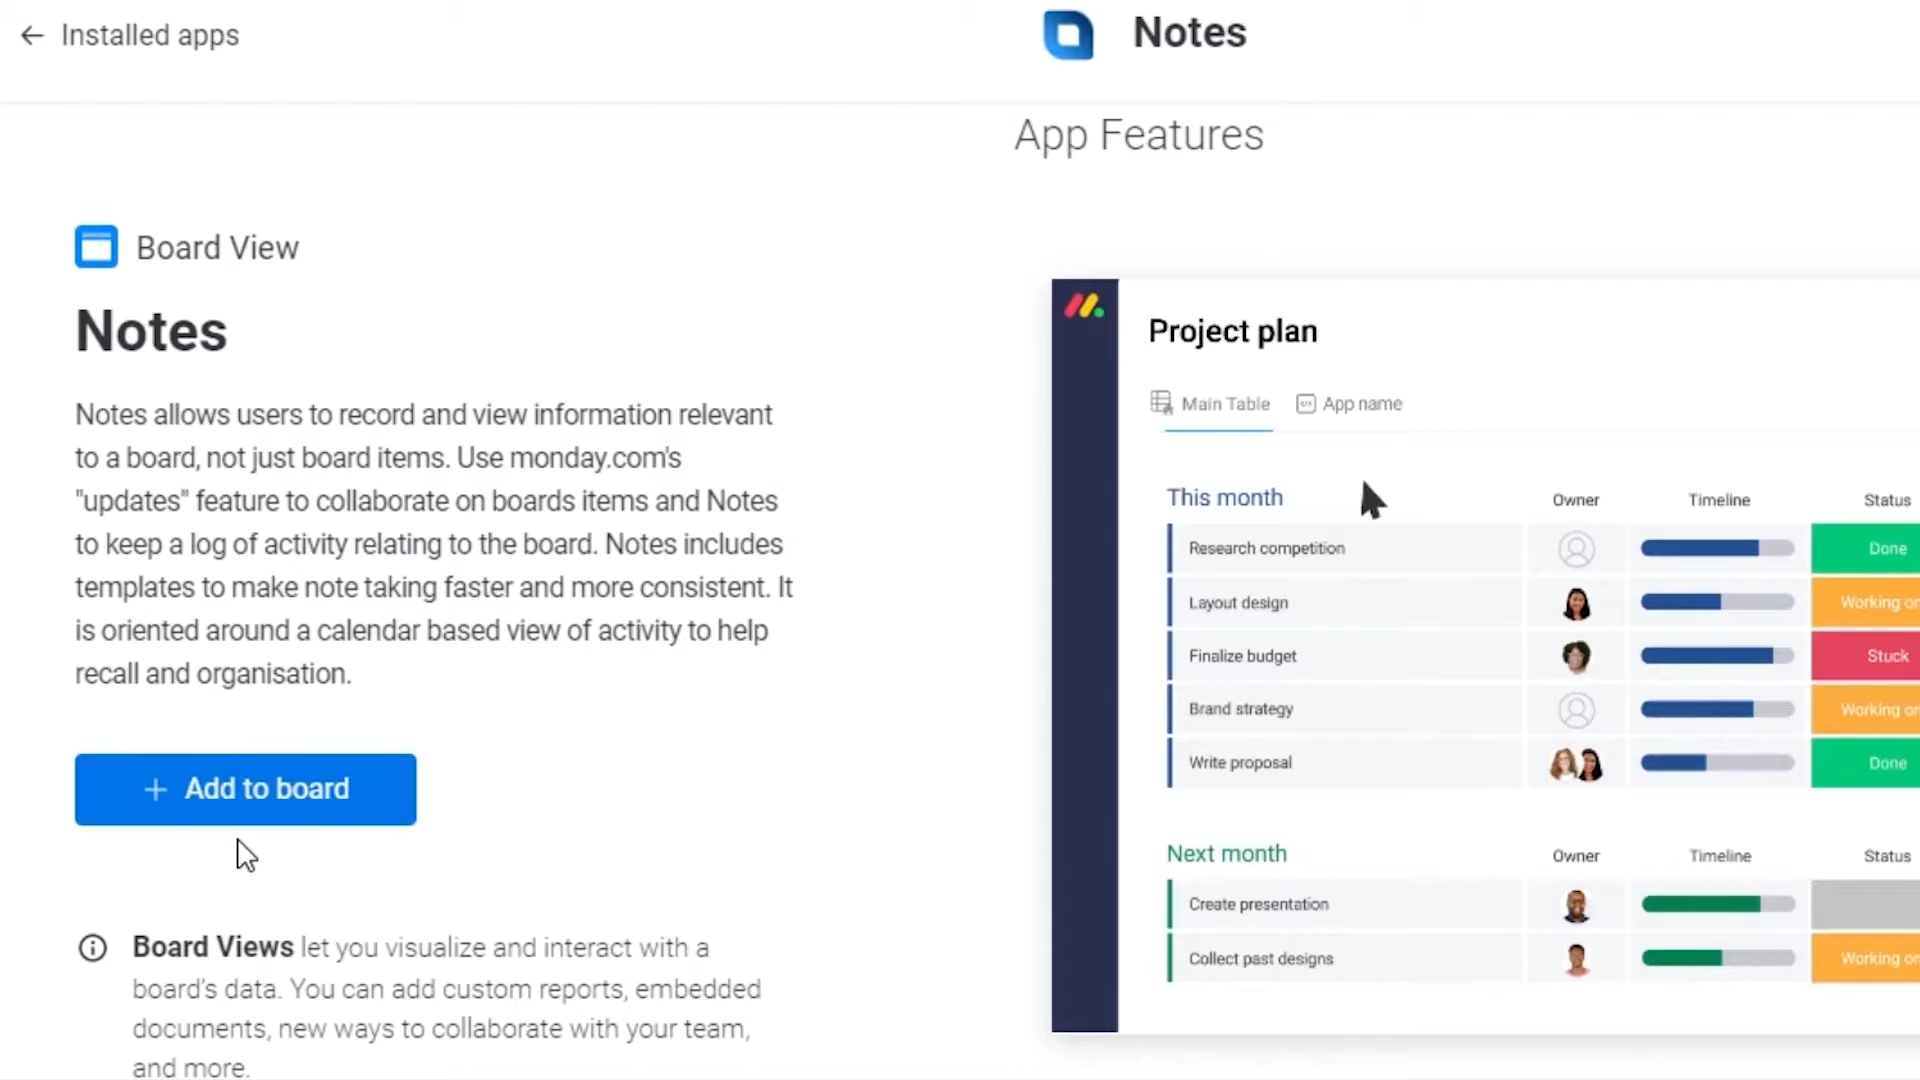 Installed apps
Notes
App Features
Board View
Notes
Notes allows users to record and view information relevant
to a board, not just board items. Use monday.com's
"updates" feature to collaborate on boards items and Notes
to keep a log of activity relating to the board. Notes includes
templates to make note taking faster and more consistent. It
is oriented around a calendar based view of activity to help
recall and organisation.
+ Add to board
Board Views let you visualize and interact with a
board's data. You can add custom reports, embedded
documents, new ways to collaborate with your team,
and more.
Project plan
Main Table App name
This month Owner Timeline Status
Research competition Done
Layout design Working on
Finalize budget Stuck
Brand strategy Working on
Write proposal Done
Next month Owner Timeline Status
Create presentation
Collect past designs Working on